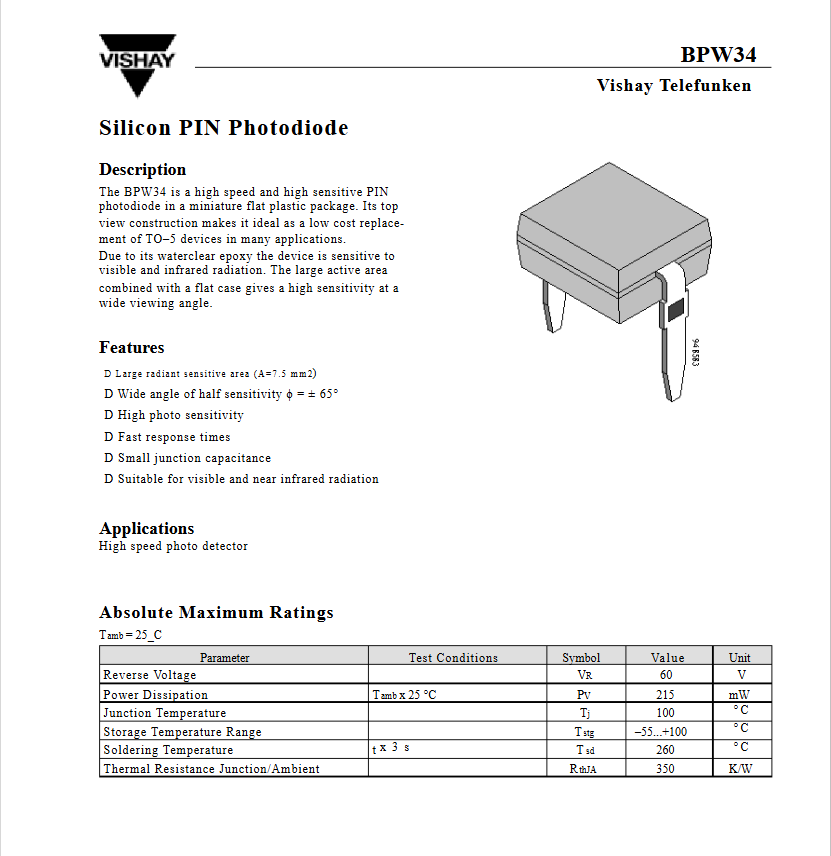 VISHAY
BPW34
Vishay Telefunken
Silicon PIN Photodiode
Description
The BPW34 is a high speed and high sensitive PIN
photodiode in a miniature flat plastic package. Its top
view construction makes it ideal as a low cost replace-
ment of TO–5 devices in many applications.
Due to its waterclear epoxy the device is sensitive to
visible and infrared radiation. The large active area
combined with a flat case gives a high sensitivity at a
wide viewing angle.
94 8583
Features
D Large radiant sensitive area (A=7.5 mm2)
D Wide angle of half sensitivity ϕ = ± 65°
D High photo sensitivity
D Fast response times
D Small junction capacitance
D Suitable for visible and near infrared radiation
Applications
High speed photo detector
Absolute Maximum Ratings
Tamb = 25_C
Parameter Test Conditions Symbol Value Unit
Reverse Voltage VR 60 V
Power Dissipation Tamb x 25 °C PV 215 mW
Junction Temperature Tj 100 °C
Storage Temperature Range Tstg –55...+100 °C
Soldering Temperature t x 3 s Tsd 260 °C
Thermal Resistance Junction/Ambient RthJA 350 K/W